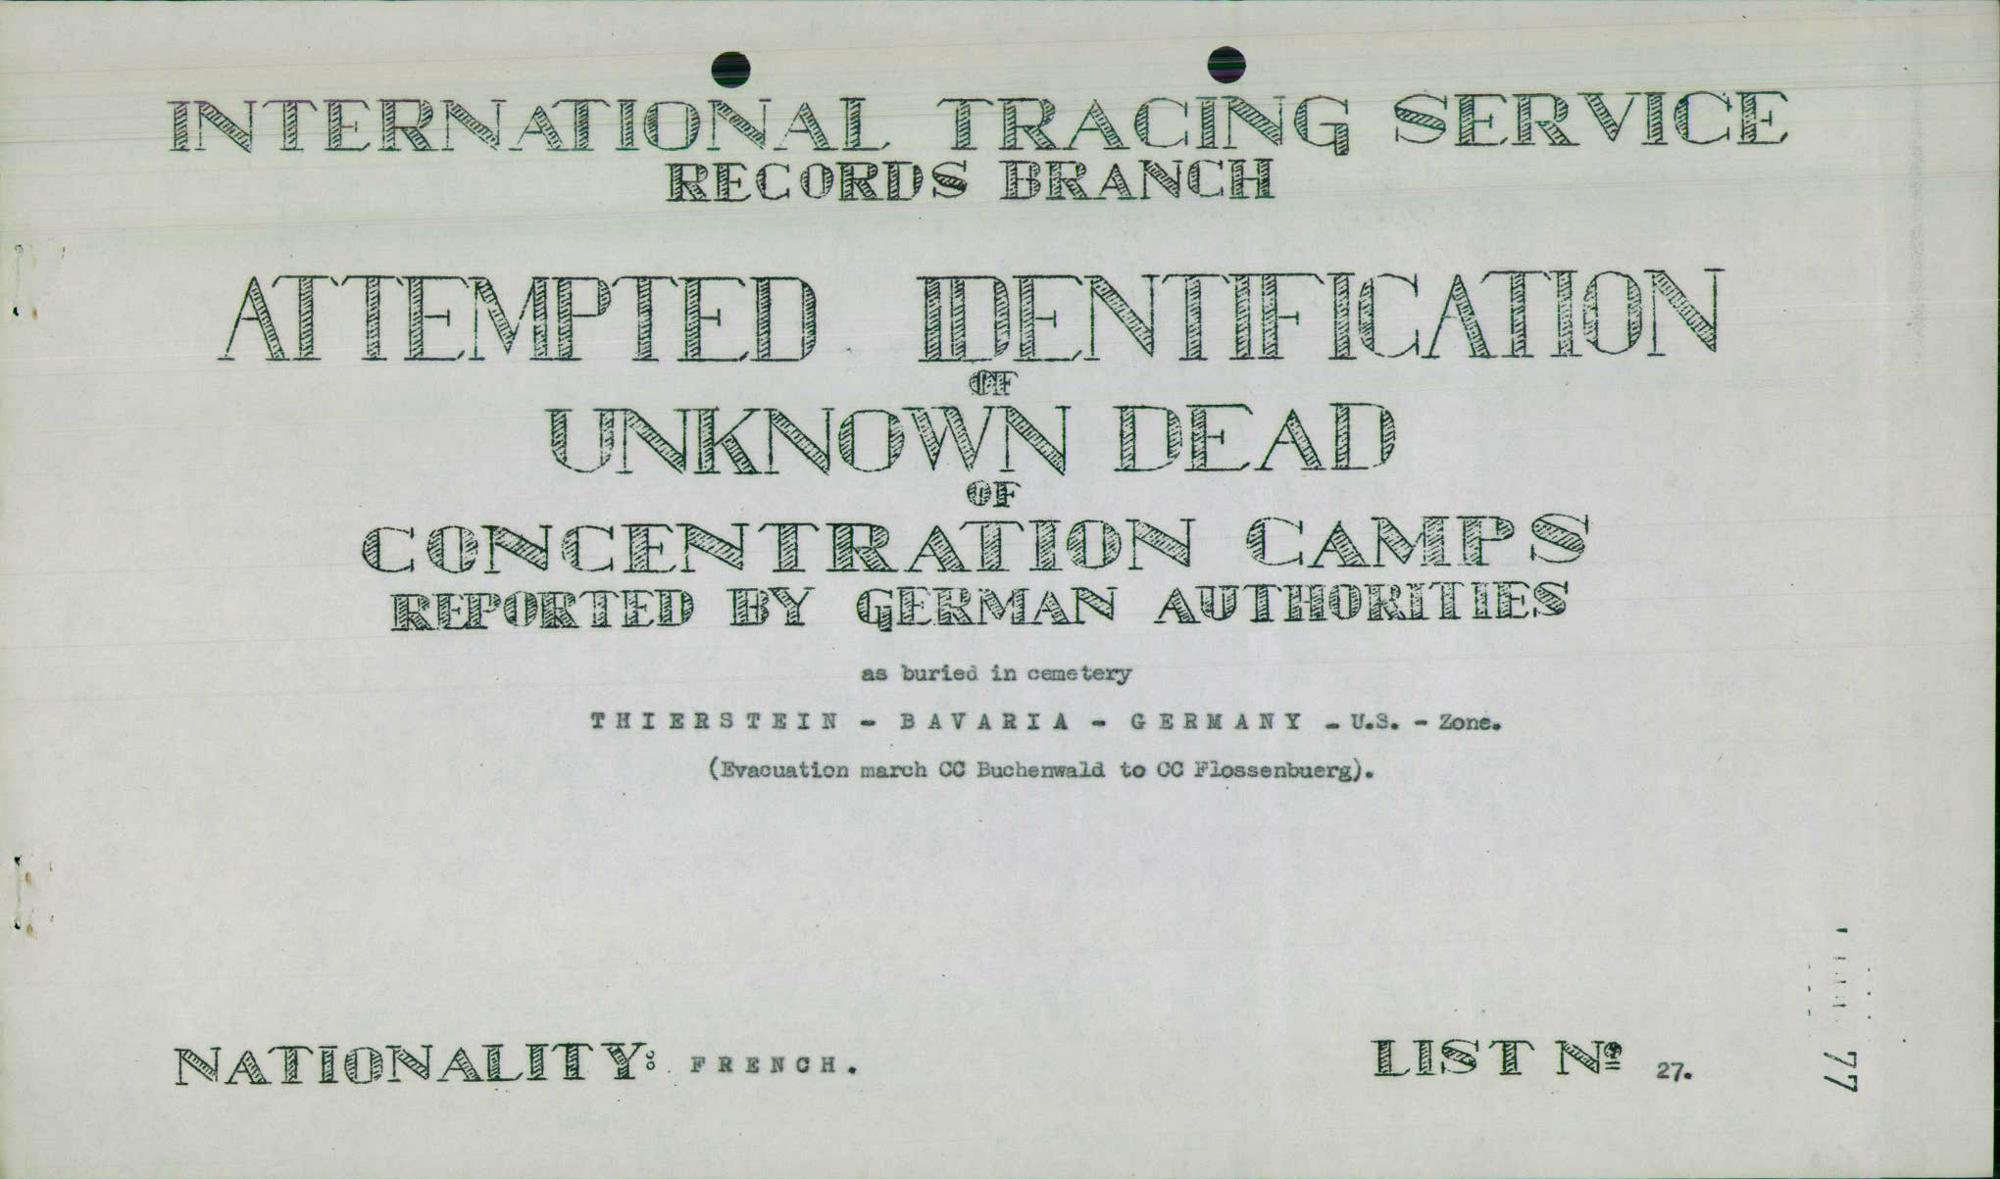 INTERNATIONAL TRACING SERVICE
RECORDS BRANCH
ATTEMPTED IDENTIFICATION
OF
UNKNOWN DEAD
OF
CONCENTRATION CAMPS
REPORTED BY GERMAN AUTHORITIES
as buried in cemetery
THIERSTEIN - BAVARIA - GERMANY - U.S. - Zone.
(Evacuation march CC Buchenwald to CC Flossenbuerg).
NATIONALITY: FRENCH.
LIST Nº 27.
77